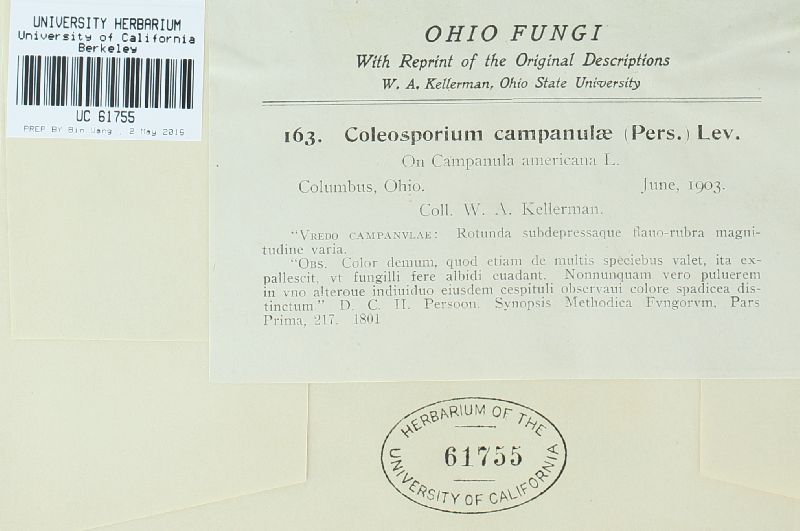 UNIVERSITY HERBARIUM
University of California
Berkeley
UC 61755
PREP BY Bin Wang , 2 May 2016
OHIO FUNGI
With Reprint of the Original Descriptions
W. A. Kellerman, Ohio State University
163. Coleosporium campanulæ (Pers.) Lev.
On Campanula americana L.
Columbus, Ohio. June, 1903.
Coll. W. A. Kellerman.
"VREDO CAMPANVLAE: Rotunda subdepressaque flauo-rubra magni-
tudine varia.
"OBS. Color demum, quod etiam de multis speciebus valet, ita ex-
pallescit, vt fungilli fere albidi euadant. Nonnunquam vero puluerem
in vno alteroue indiuiduo eiusdem cespituli obseruaui colore spadicea dis-
tinctum" D. C. H. Persoon. Synopsis Methodica Fvngorvm, Pars
Prima, 217. 1801
HERBARIUM OF THE
61755
UNIVERSITY OF CALIFORNIA